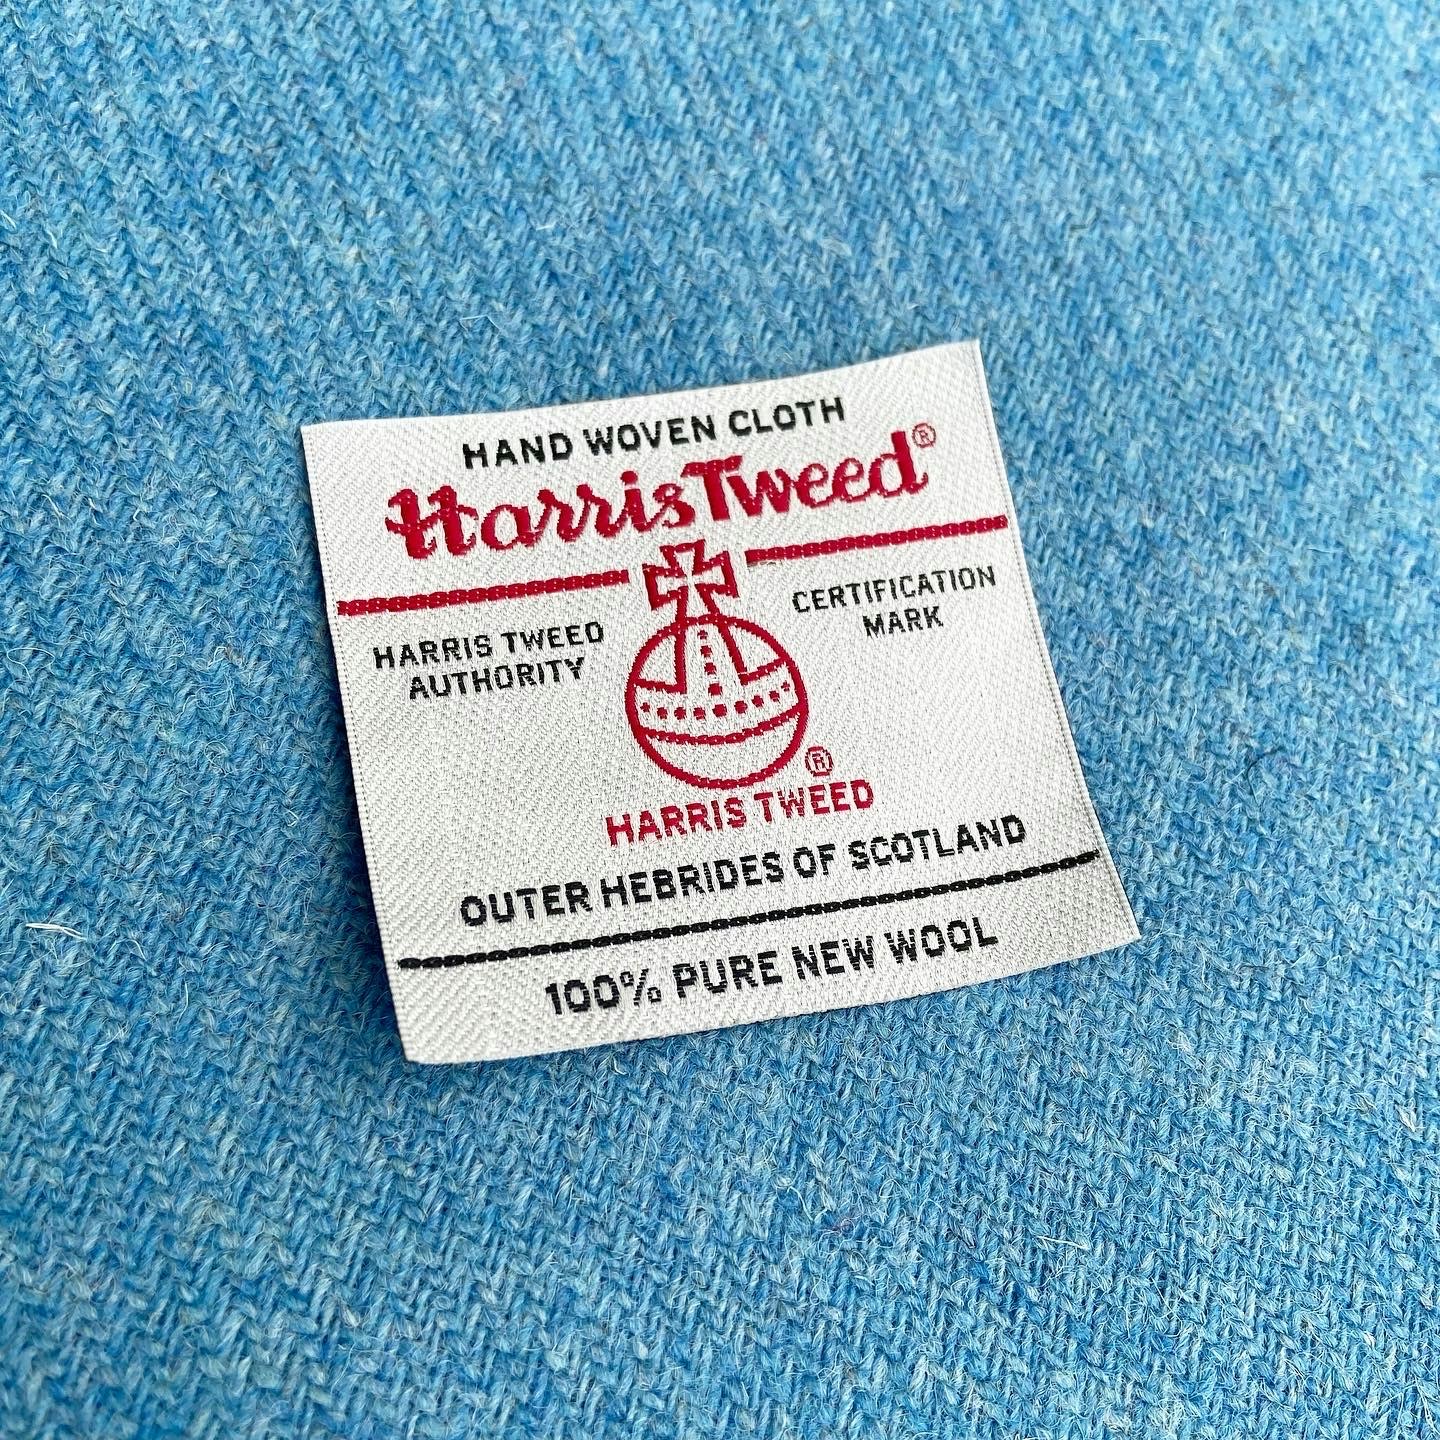 HAND WOVEN CLOTH
Harris Tweed®
HARRIS TWEED
AUTHORITY
CERTIFICATION
MARK
®
HARRIS TWEED
OUTER HEBRIDES OF SCOTLAND
100% PURE NEW WOOL